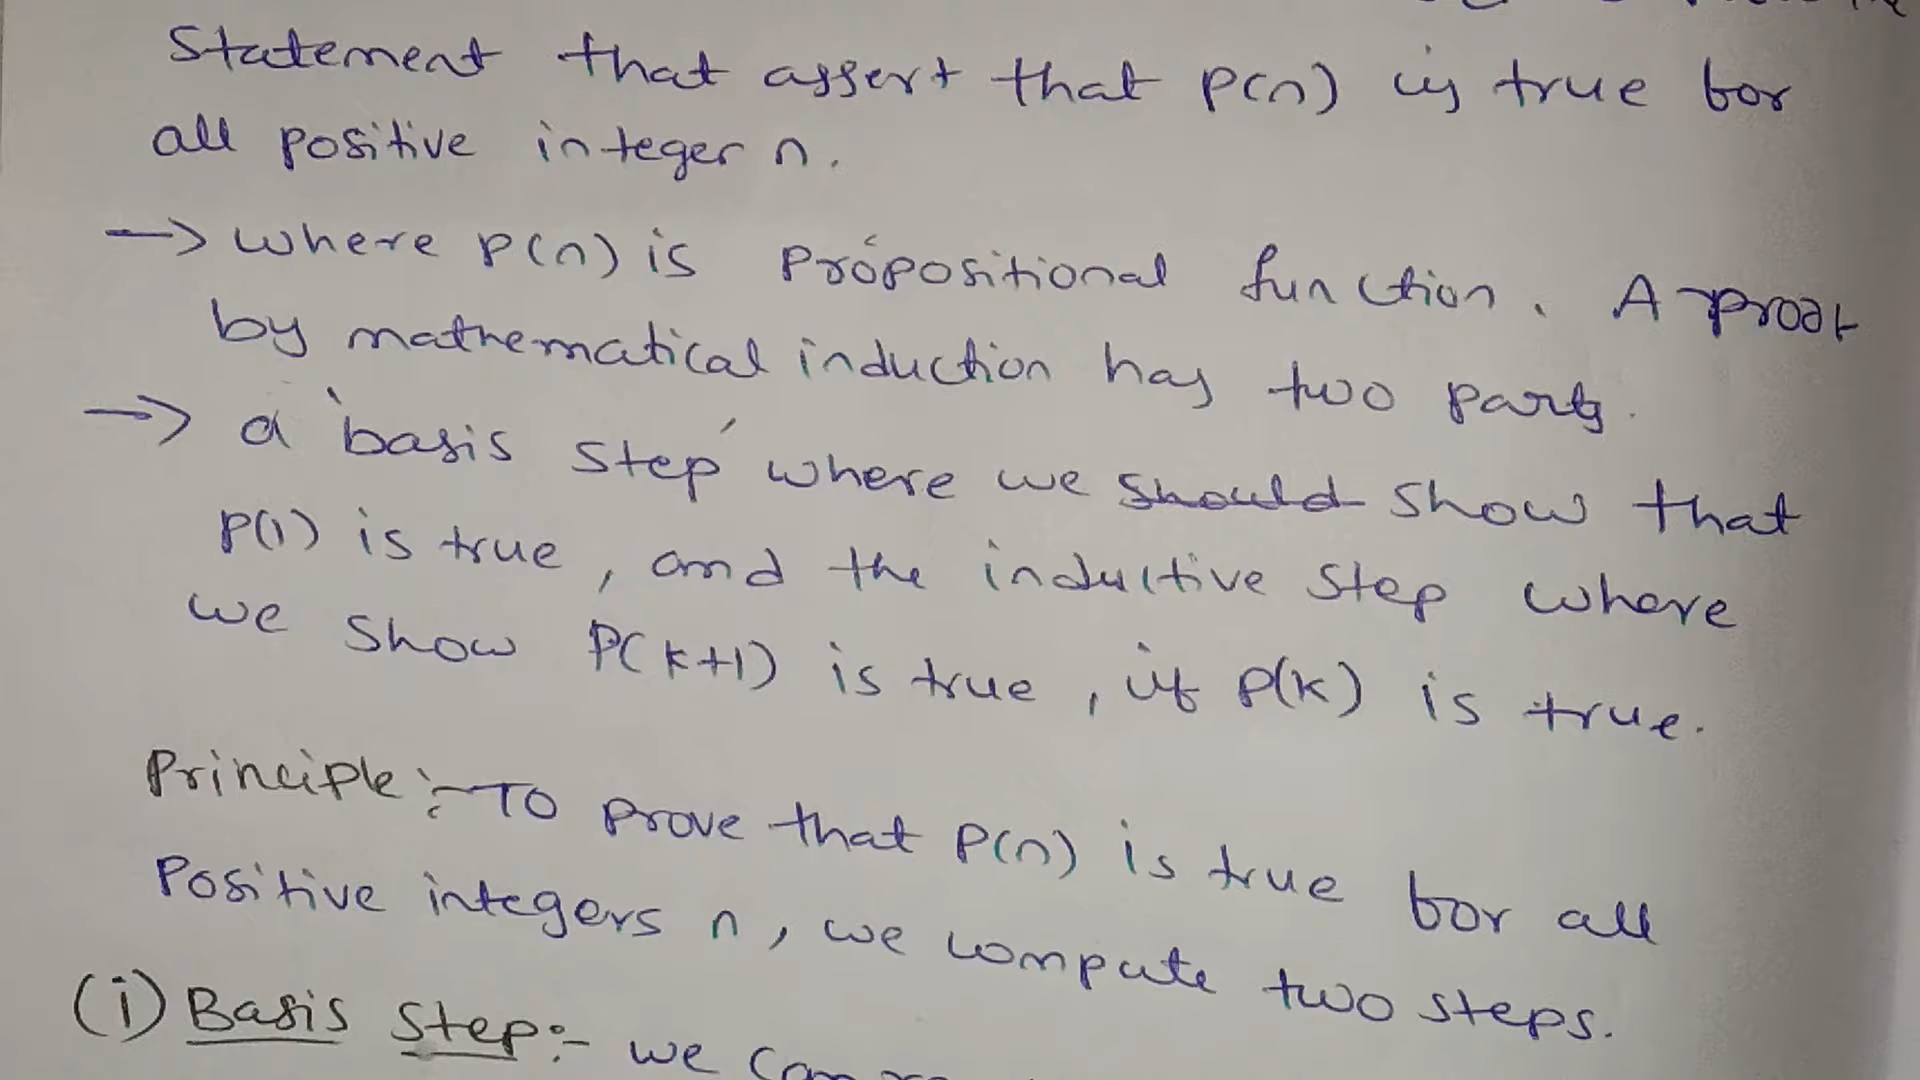 Statement that assert that P(n) is true for
all positive integer n.
→ where P(n) is propositional function. A proof
by mathematical induction has two parts.
→ a 'basis step' where we should show that
P(1) is true, and the inductive step where
we show P(k+1) is true, if P(k) is true.
Principle:- To prove that P(n) is true for all
Positive integers n, we compute two steps.
(i) Basis step:- we